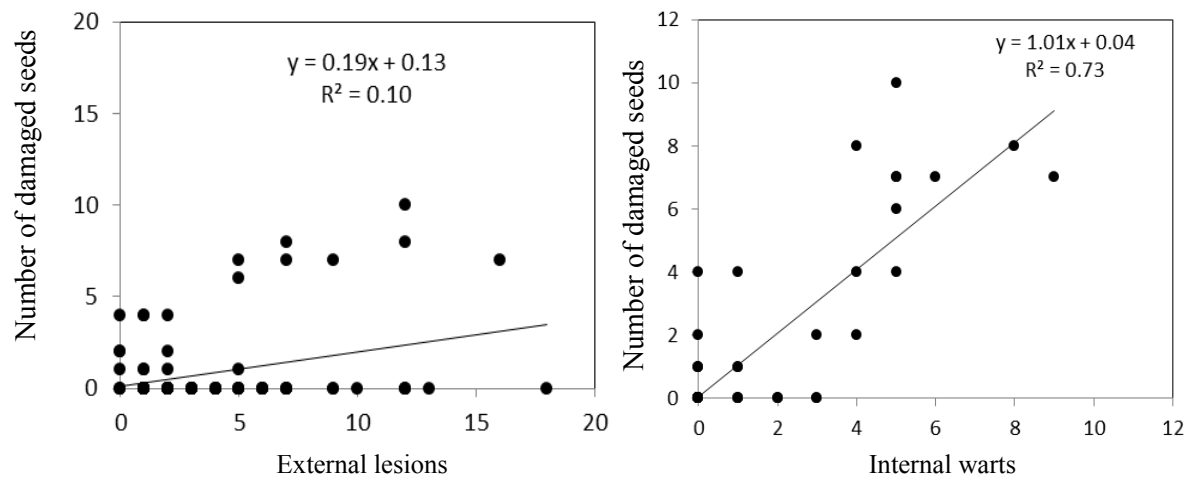 Number of damaged seeds
20
15
10
5
0
y = 0.19x + 0.13
R² = 0.10
0 5 10 15 20
External lesions
Number of damaged seeds
12
10
8
6
4
2
0
y = 1.01x + 0.04
R² = 0.73
0 2 4 6 8 10 12
Internal warts